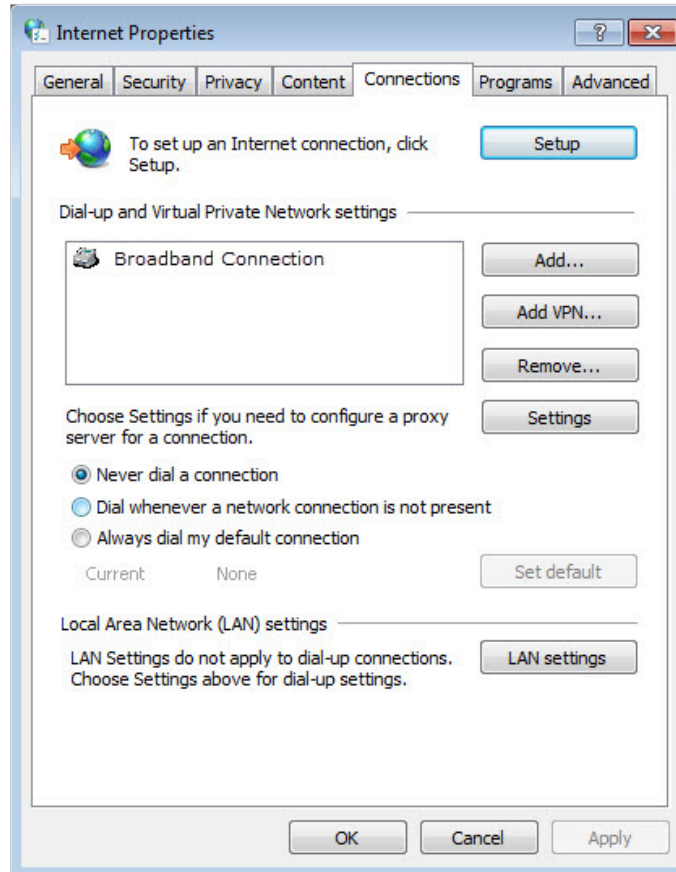 Internet Properties
General Security Privacy Content Connections Programs Advanced
To set up an Internet connection, click Setup
Setup.
Dial-up and Virtual Private Network settings
Broadband Connection
Add...
Add VPN...
Remove...
Choose Settings if you need to configure a proxy Settings
server for a connection.
Never dial a connection
Dial whenever a network connection is not present
Always dial my default connection
Current None Set default
Local Area Network (LAN) settings
LAN Settings do not apply to dial-up connections. LAN settings
Choose Settings above for dial-up settings.
OK Cancel Apply